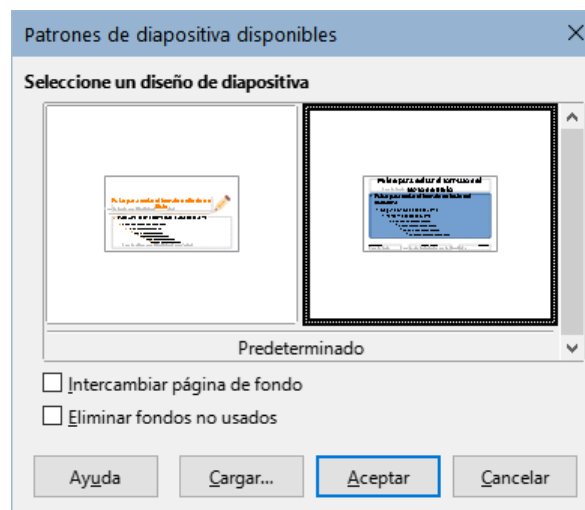 Patrones de diapositiva disponibles
Seleccione un diseño de diapositiva
Predeterminado
Intercambiar página de fondo
Eliminar fondos no usados
Ayuda Cargar... Aceptar Cancelar